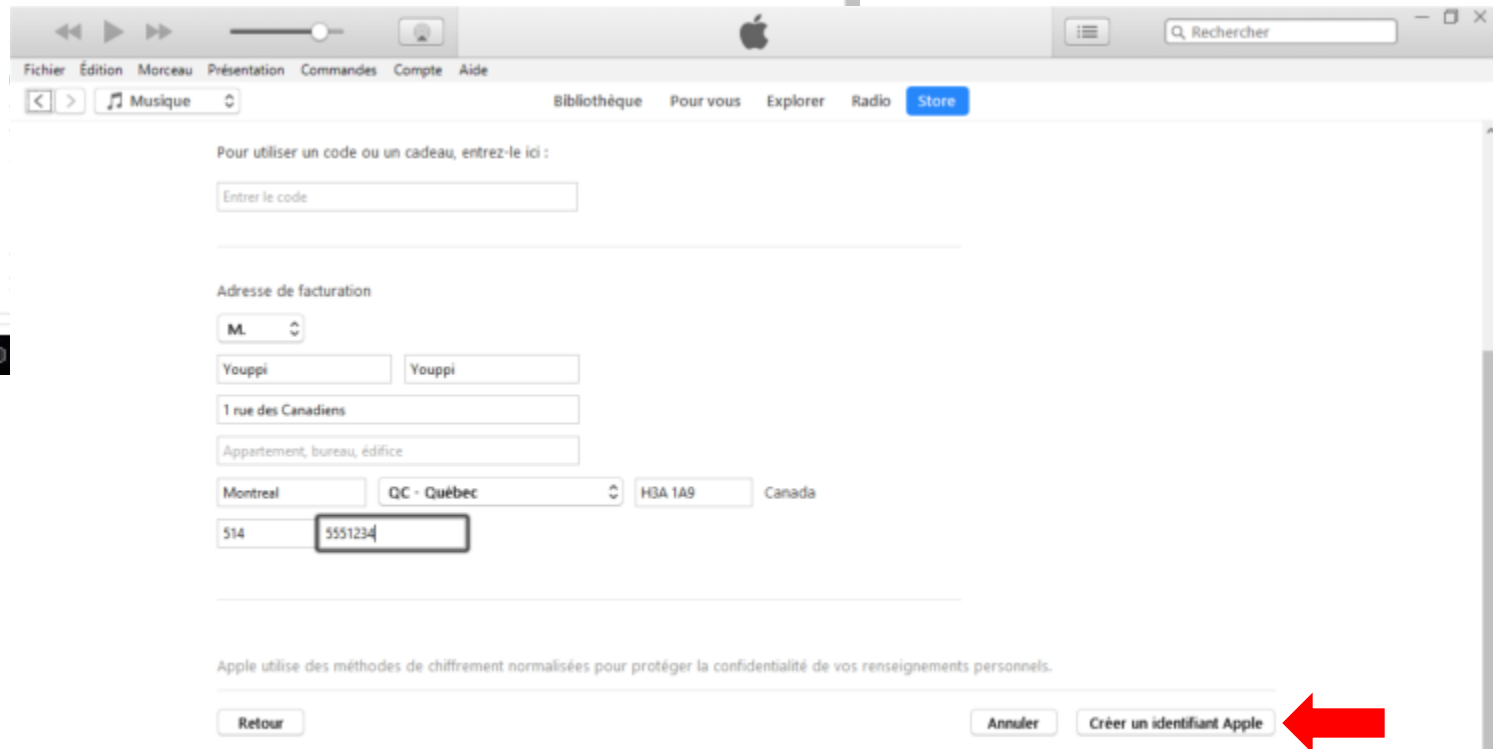 Rechercher
Fichier Édition Morceau Présentation Commandes Compte Aide
Musique Bibliothèque Pour vous Explorer Radio Store
Pour utiliser un code ou un cadeau, entrez-le ici :
Entrer le code
Adresse de facturation
M.
Youppi Youppi
1 rue des Canadiens
Appartement, bureau, édifice
Montreal QC - Québec H3A 1A9 Canada
514 5551234
Apple utilise des méthodes de chiffrement normalisées pour protéger la confidentialité de vos renseignements personnels.
Retour Annuler Créer un identifiant Apple